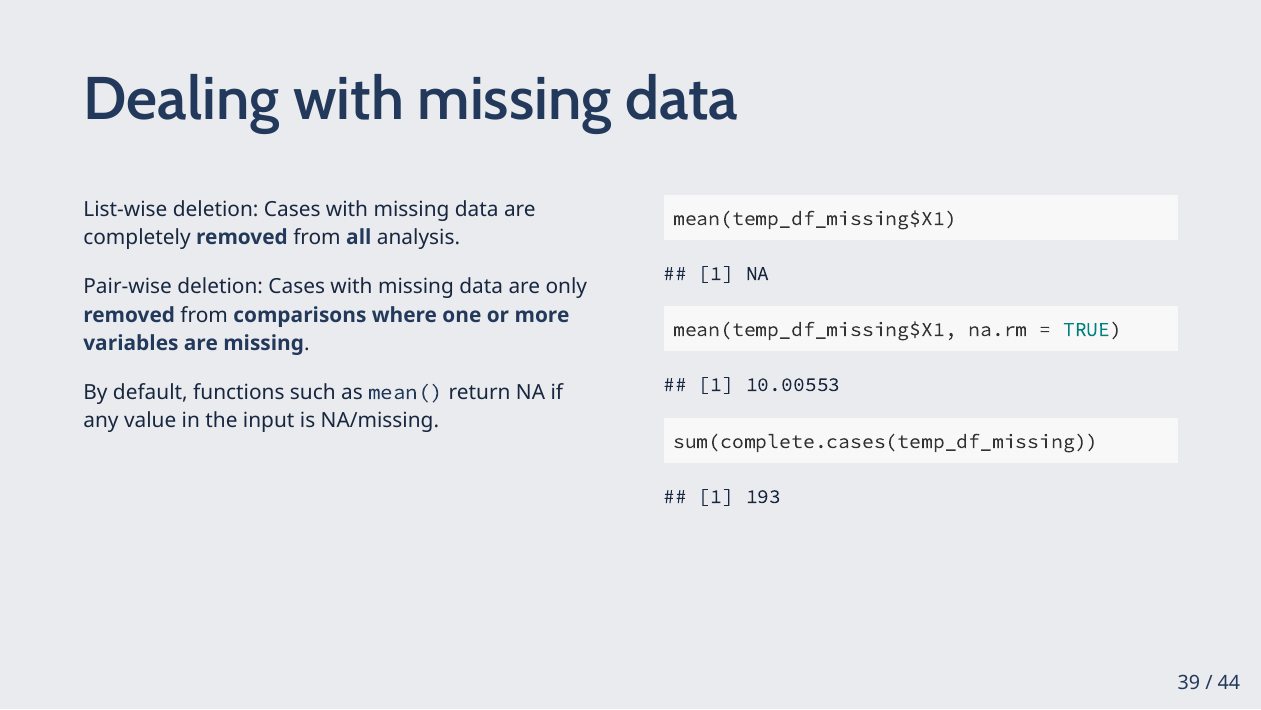 Dealing with missing data
List-wise deletion: Cases with missing data are
completely removed from all analysis.
Pair-wise deletion: Cases with missing data are only
removed from comparisons where one or more
variables are missing.
By default, functions such as mean() return NA if
any value in the input is NA/missing.
mean(temp_df_missing$X1)
## [1] NA
mean(temp_df_missing$X1, na.rm = TRUE)
## [1] 10.00553
sum(complete.cases(temp_df_missing))
## [1] 193
39 / 44